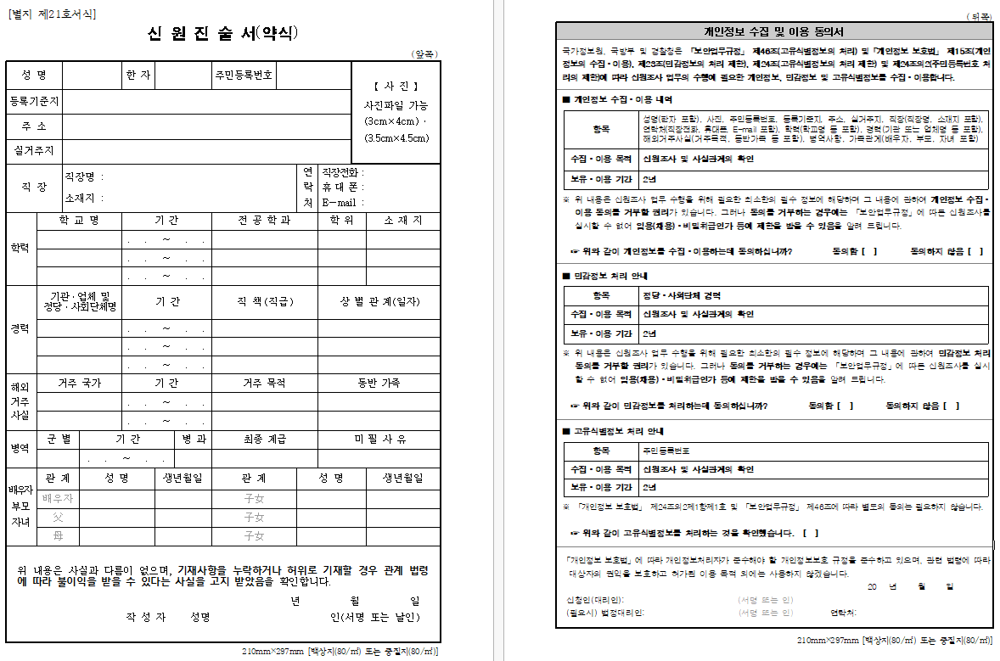 [별지 제21호서식]
신 원 진 술 서(약식)
(앞쪽)
성 명
한 자
주민등록번호
[ 사 진 ]
사진파일 가능
(3cm×4cm) ·
(3.5cm×4.5cm)
등록기준지
주 소
실거주지
직 장
직장명 :
소재지 :
연
락
처
직장전화 :
휴 대 폰 :
E-mail :
학력
학 교 명
기 간
전 공 학 과
학 위
소 재 지
. . ~ . .
. . ~ . .
. . ~ . .
경력
기관·업체 및
정당·사회단체명
기 간
직 책(직급)
상 벌 관 계(일자)
. . ~ . .
. . ~ . .
. . ~ . .
해외
거주
사실
거주 국가
기 간
거주 목적
동반 가족
. . ~ . .
. . ~ . .
병역
군 별
기 간
병 과
최종 계급
미 필 사 유
. . ~ . .
배우자
부모
자녀
관 계
성 명
생년월일
관 계
성 명
생년월일
배우자
子女
父
子女
母
子女
위 내용은 사실과 다름이 없으며, 기재사항을 누락하거나 허위로 기재할 경우 관계 법령
에 따라 불이익을 받을 수 있다는 사실을 고지 받았음을 확인합니다.
년 월 일
작 성 자 성명 인(서명 또는 날인)
210mm×297mm [백상지(80/㎡) 또는 중질지(80/㎡)]
(뒤쪽)
개인정보 수집 및 이용 동의서
국가정보원, 국방부 및 경찰청은 「보안업무규정」 제46조(고유식별정보의 처리) 및 「개인정보 보호법」 제15조(개인
정보의 수집·이용), 제23조(민감정보의 처리 제한), 제24조(고유식별정보의 처리 제한) 및 제24조의2(주민등록번호 처
리의 제한)에 따라 신원조사 업무의 수행에 필요한 개인정보, 민감정보 및 고유식별정보를 수집·이용합니다.
■ 개인정보 수집·이용 내역
항목
성명(한자 포함), 사진, 주민등록번호, 등록기준지, 주소, 실거주지, 직장(직장명, 소재지 포함),
연락처(직장전화, 휴대폰, E-mail 포함), 학력(학교명 등 포함), 경력(기관 또는 업체명 등 포함),
해외거주사실(거주목적, 동반가족 등 포함), 병역사항, 가족관계(배우자, 부모, 자녀 포함)
수집·이용 목적
신원조사 및 사실관계의 확인
보유·이용 기간
2년
※ 위 내용은 신원조사 업무 수행을 위해 필요한 최소한의 필수 정보에 해당하며 그 내용에 관하여 개인정보 수집·
이용 동의를 거부할 권리가 있습니다. 그러나 동의를 거부하는 경우에는 「보안업무규정」에 따른 신원조사를
실시할 수 없어 임용(채용)·비밀취급인가 등에 제한을 받을 수 있음을 알려 드립니다.
☞ 위와 같이 개인정보를 수집·이용하는데 동의하십니까? 동의함 [ ] 동의하지 않음 [ ]
■ 민감정보 처리 안내
항목
정당·사회단체 경력
수집·이용 목적
신원조사 및 사실관계의 확인
보유·이용 기간
2년
※ 위 내용은 신원조사 업무 수행을 위해 필요한 최소한의 필수 정보에 해당하며 그 내용에 관하여 민감정보 처리
동의를 거부할 권리가 있습니다. 그러나 동의를 거부하는 경우에는 「보안업무규정」에 따른 신원조사를 실시
할 수 없어 임용(채용)·비밀취급인가 등에 제한을 받을 수 있음을 알려 드립니다.
☞ 위와 같이 민감정보를 처리하는데 동의하십니까? 동의함 [ ] 동의하지 않음 [ ]
■ 고유식별정보 처리 안내
항목
주민등록번호
수집·이용 목적
신원조사 및 사실관계의 확인
보유·이용 기간
2년
※ 「개인정보 보호법」 제24조의2제1항제1호 및 「보안업무규정」 제46조에 따라 별도의 동의는 필요하지 않습니다.
☞ 위와 같이 고유식별정보를 처리하는 것을 확인했습니다. [ ]
「개인정보 보호법」에 따라 개인정보처리자가 준수해야 할 개인정보보호 규정을 준수하고 있으며, 관련 법령에 따라
대상자의 권익을 보호하고 허가된 이용 목적 외에는 사용하지 않겠습니다.
20 년 월 일
신청인(대리인): (서명 또는 인)
(필요시) 법정대리인: (서명 또는 인) 연락처:
210mm×297mm [백상지(80/㎡) 또는 중질지(80/㎡)]